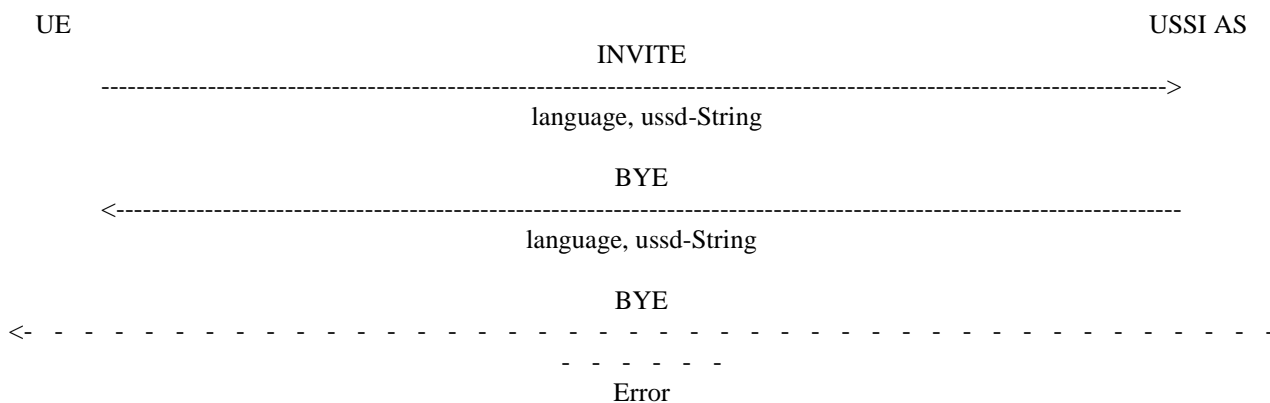 UE USSI AS
INVITE
------------------------------------------------------------------------------------------------------------------------>
language, ussd-String
BYE
<------------------------------------------------------------------------------------------------------------------------
language, ussd-String
BYE
<- - - - - - - - - - - - - - - - - - - - - - - - - - - - - - - - - - - - - - - - - -
- - - - - -
Error